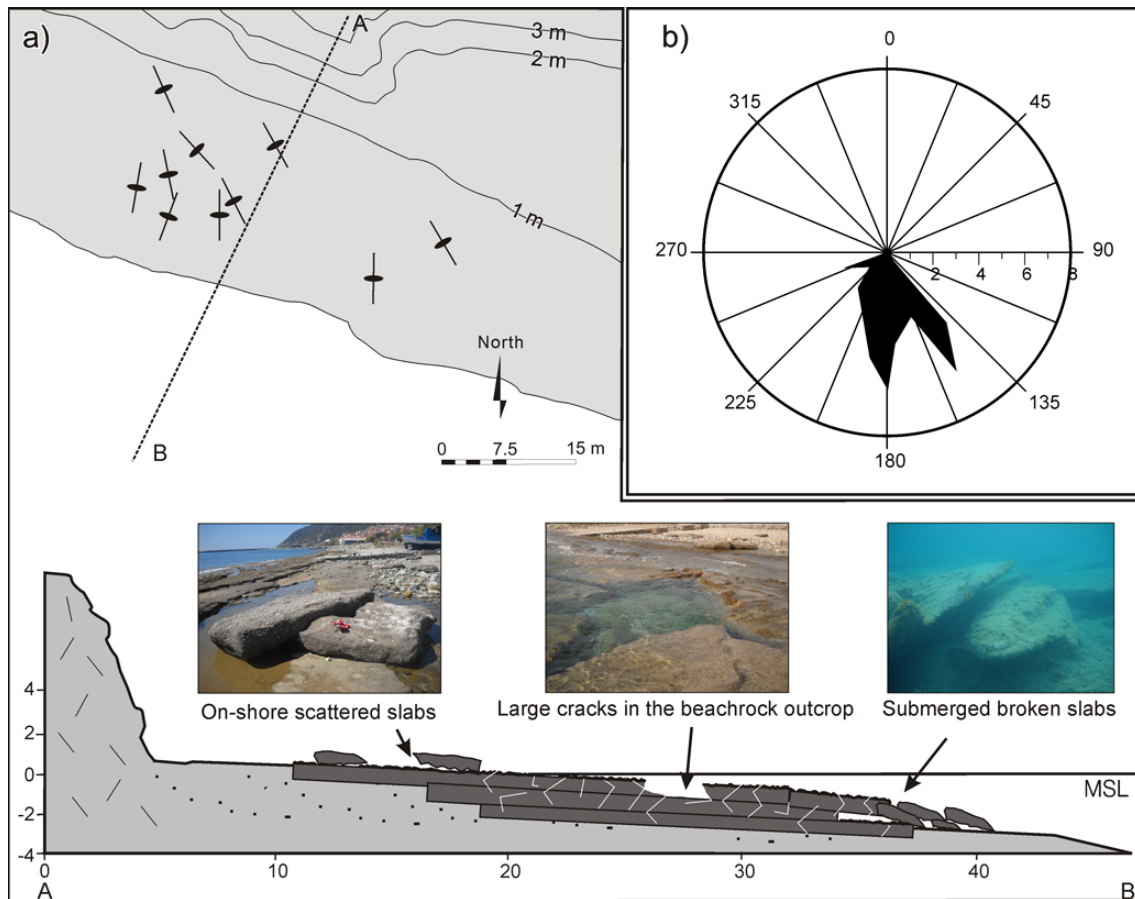 a)
A
3 m
2 m
1 m
North
B
0 7.5 15 m
b)
0
315 45
270 90
2 4 6 8
225 135
180
On-shore scattered slabs
Large cracks in the beachrock outcrop
Submerged broken slabs
4
2
0
MSL
-2
-4
0 10 20 30 40
A B